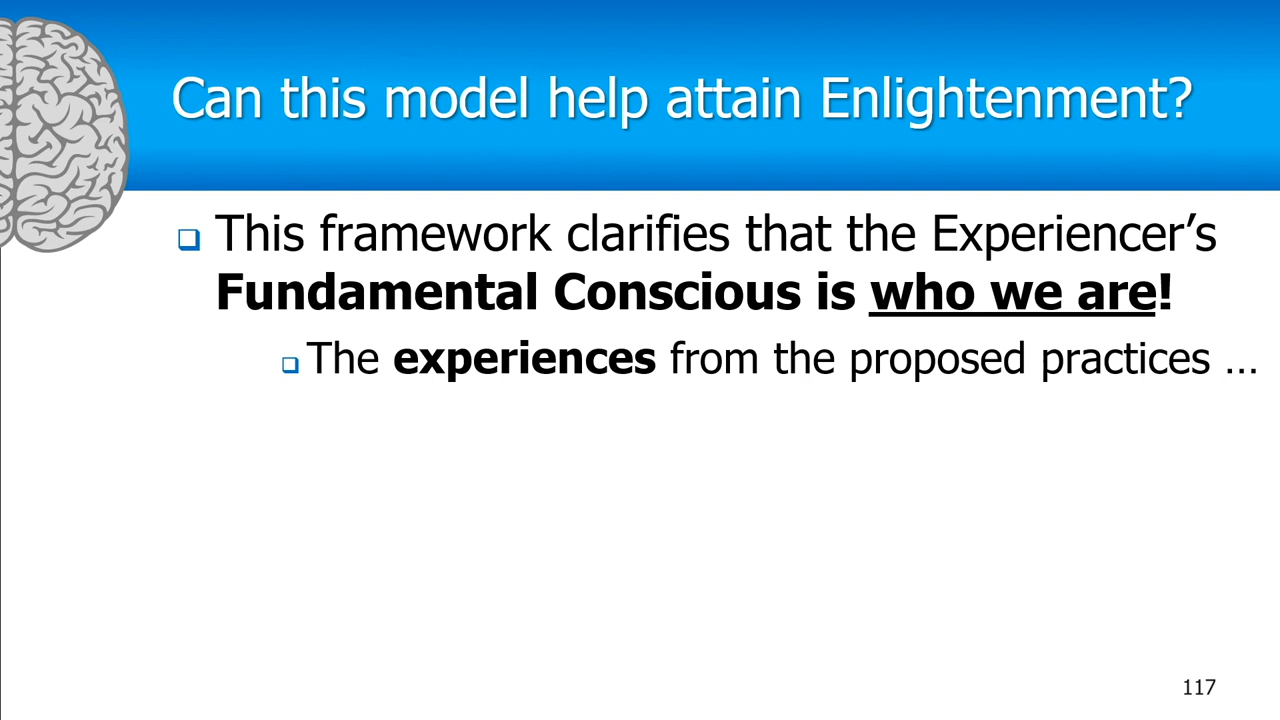 Can this model help attain Enlightenment?
This framework clarifies that the Experiencer’s
Fundamental Conscious is who we are!
The experiences from the proposed practices …
117